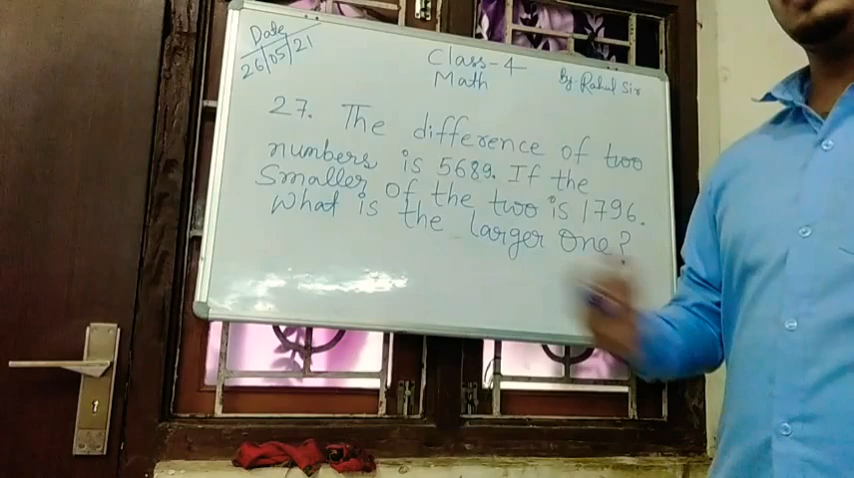 Date
26/05/21
Class-4
Math
By-Rahul Sir
27. The difference of two
numbers is 5689. If the
Smaller of the two is 1796.
What is the larger one?